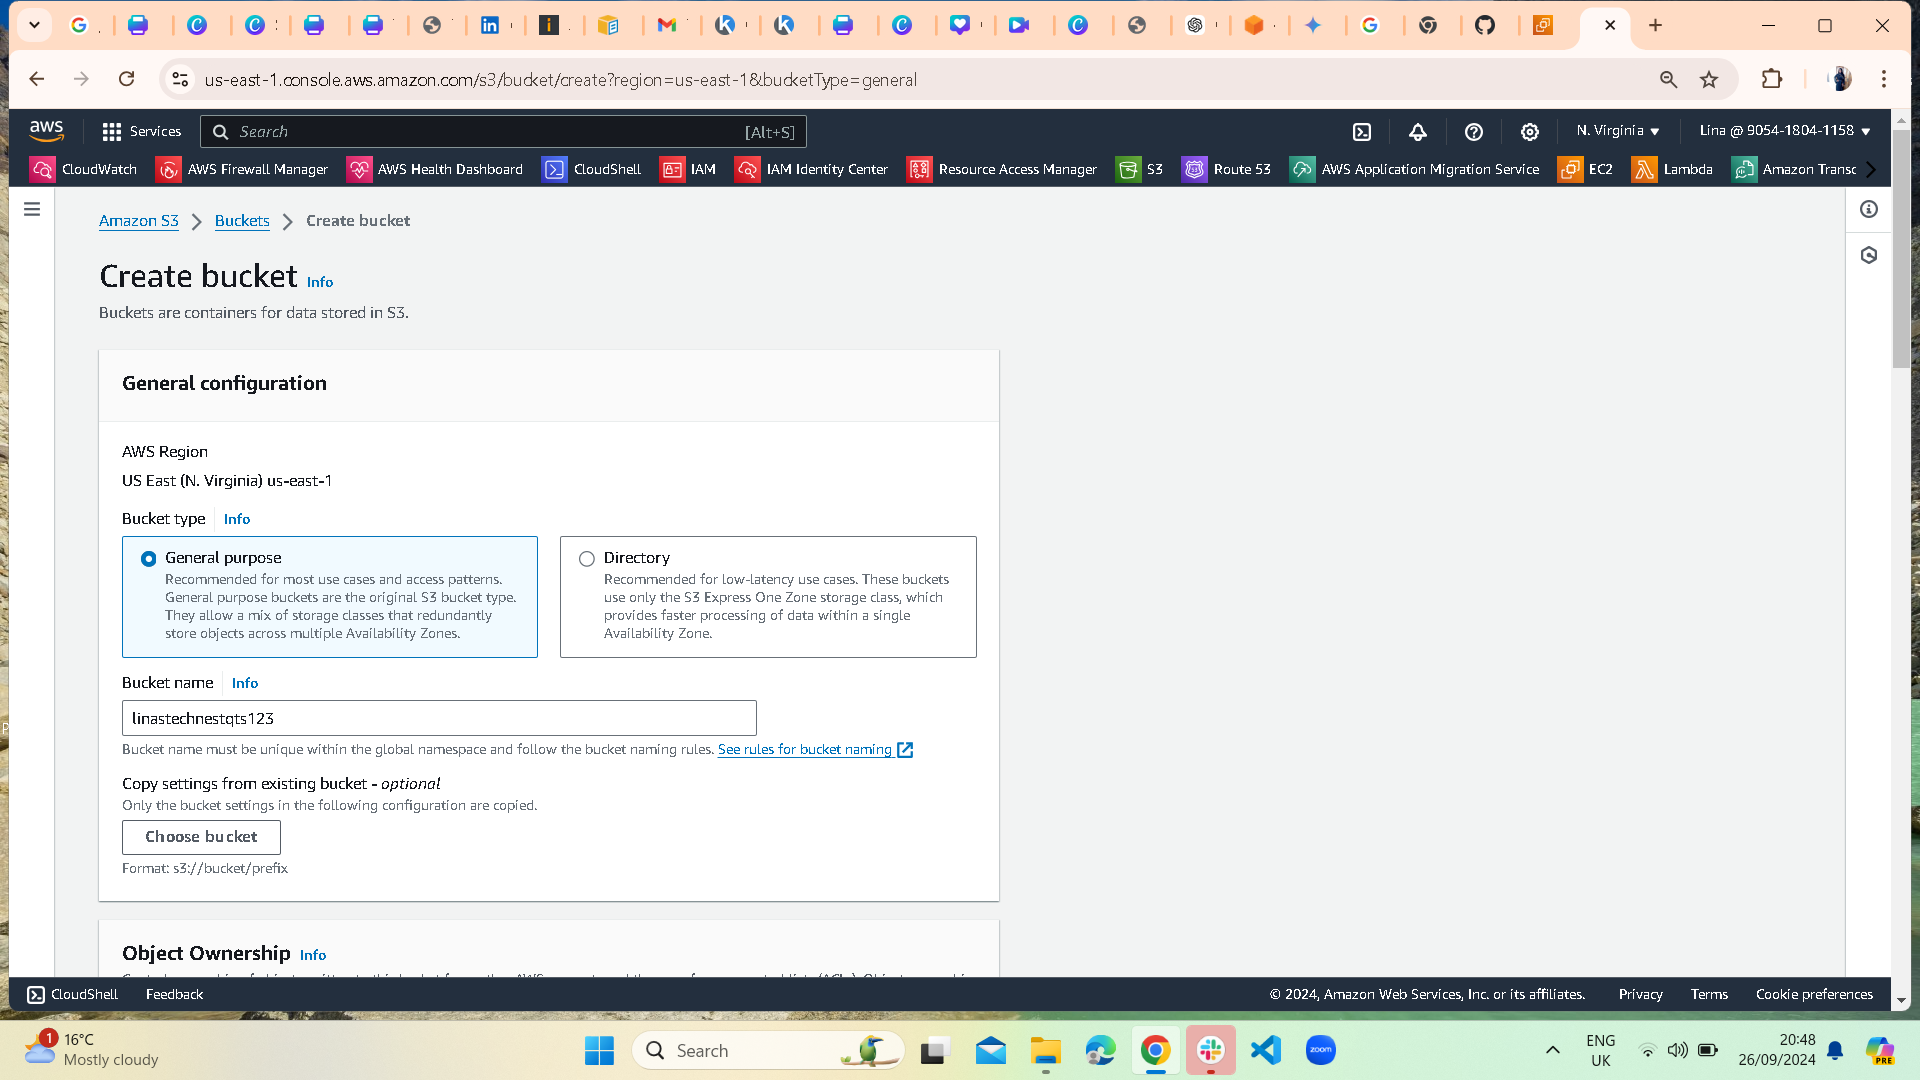 us-east-1.console.aws.amazon.com/s3/bucket/create?region=us-east-1&bucketType=general
aws
Services
Search
[Alt+S]
N. Virginia
Lina @ 9054-1804-1158
CloudWatch
AWS Firewall Manager
AWS Health Dashboard
CloudShell
IAM
IAM Identity Center
Resource Access Manager
S3
Route 53
AWS Application Migration Service
EC2
Lambda
Amazon Transc
Amazon S3
Buckets
Create bucket
Create bucket Info
Buckets are containers for data stored in S3.
General configuration
AWS Region
US East (N. Virginia) us-east-1
Bucket type Info
General purpose
Recommended for most use cases and access patterns.
General purpose buckets are the original S3 bucket type.
They allow a mix of storage classes that redundantly
store objects across multiple Availability Zones.
Directory
Recommended for low-latency use cases. These buckets
use only the S3 Express One Zone storage class, which
provides faster processing of data within a single
Availability Zone.
Bucket name Info
linastechnestqts123
Bucket name must be unique within the global namespace and follow the bucket naming rules. See rules for bucket naming
Copy settings from existing bucket - optional
Only the bucket settings in the following configuration are copied.
Choose bucket
Format: s3://bucket/prefix
Object Ownership Info
CloudShell
Feedback
© 2024, Amazon Web Services, Inc. or its affiliates.
Privacy
Terms
Cookie preferences
1
16°C
Mostly cloudy
Search
zoom
ENG
UK
20:48
26/09/2024
PRE